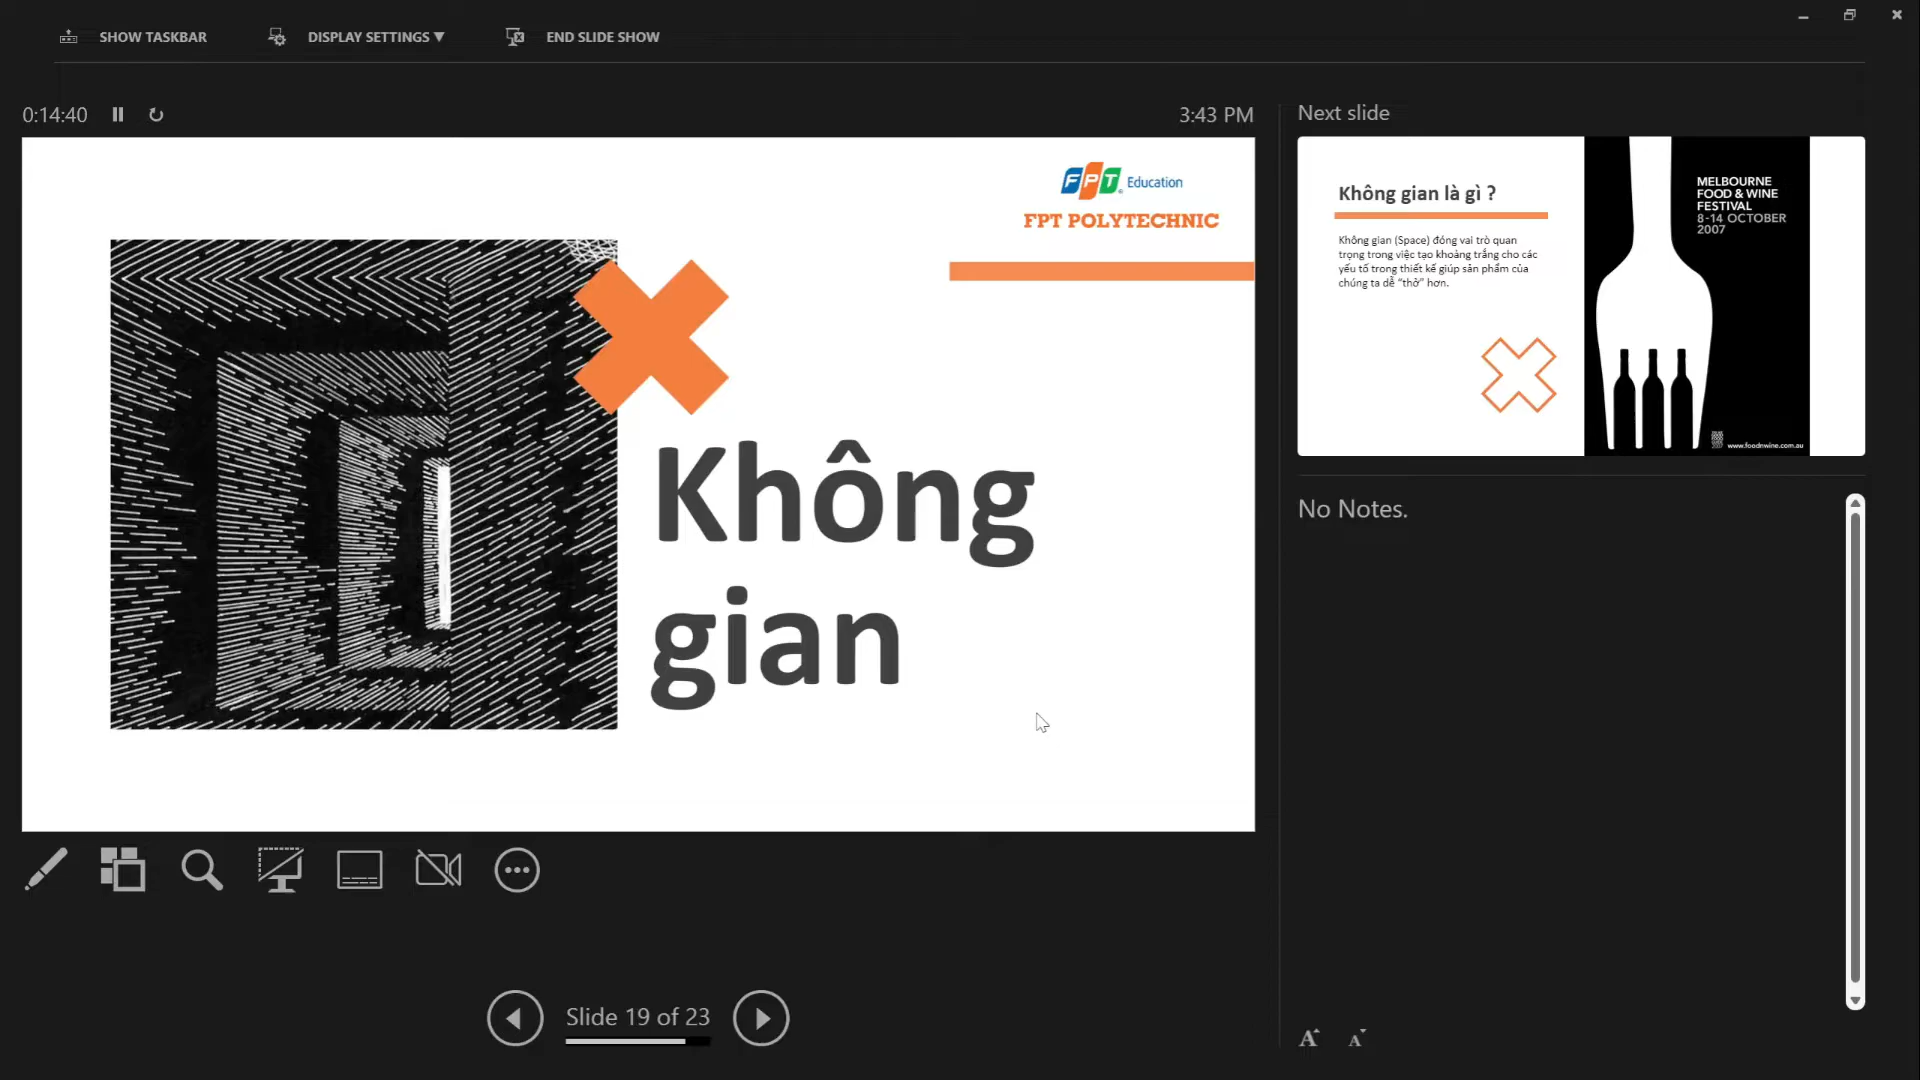 SHOW TASKBAR
DISPLAY SETTINGS ▼
END SLIDE SHOW
0:14:40
3:43 PM
FPT Education
FPT POLYTECHNIC
Không
gian
Next slide
Không gian là gì ?
Không gian (Space) đóng vai trò quan
trọng trong việc tạo khoảng trắng cho các
yếu tố trong thiết kế giúp sản phẩm của
chúng ta dễ “thở” hơn.
MELBOURNE
FOOD & WINE
FESTIVAL
8-14 OCTOBER
2007
www.foodnwine.com.au
No Notes.
Slide 19 of 23
A A